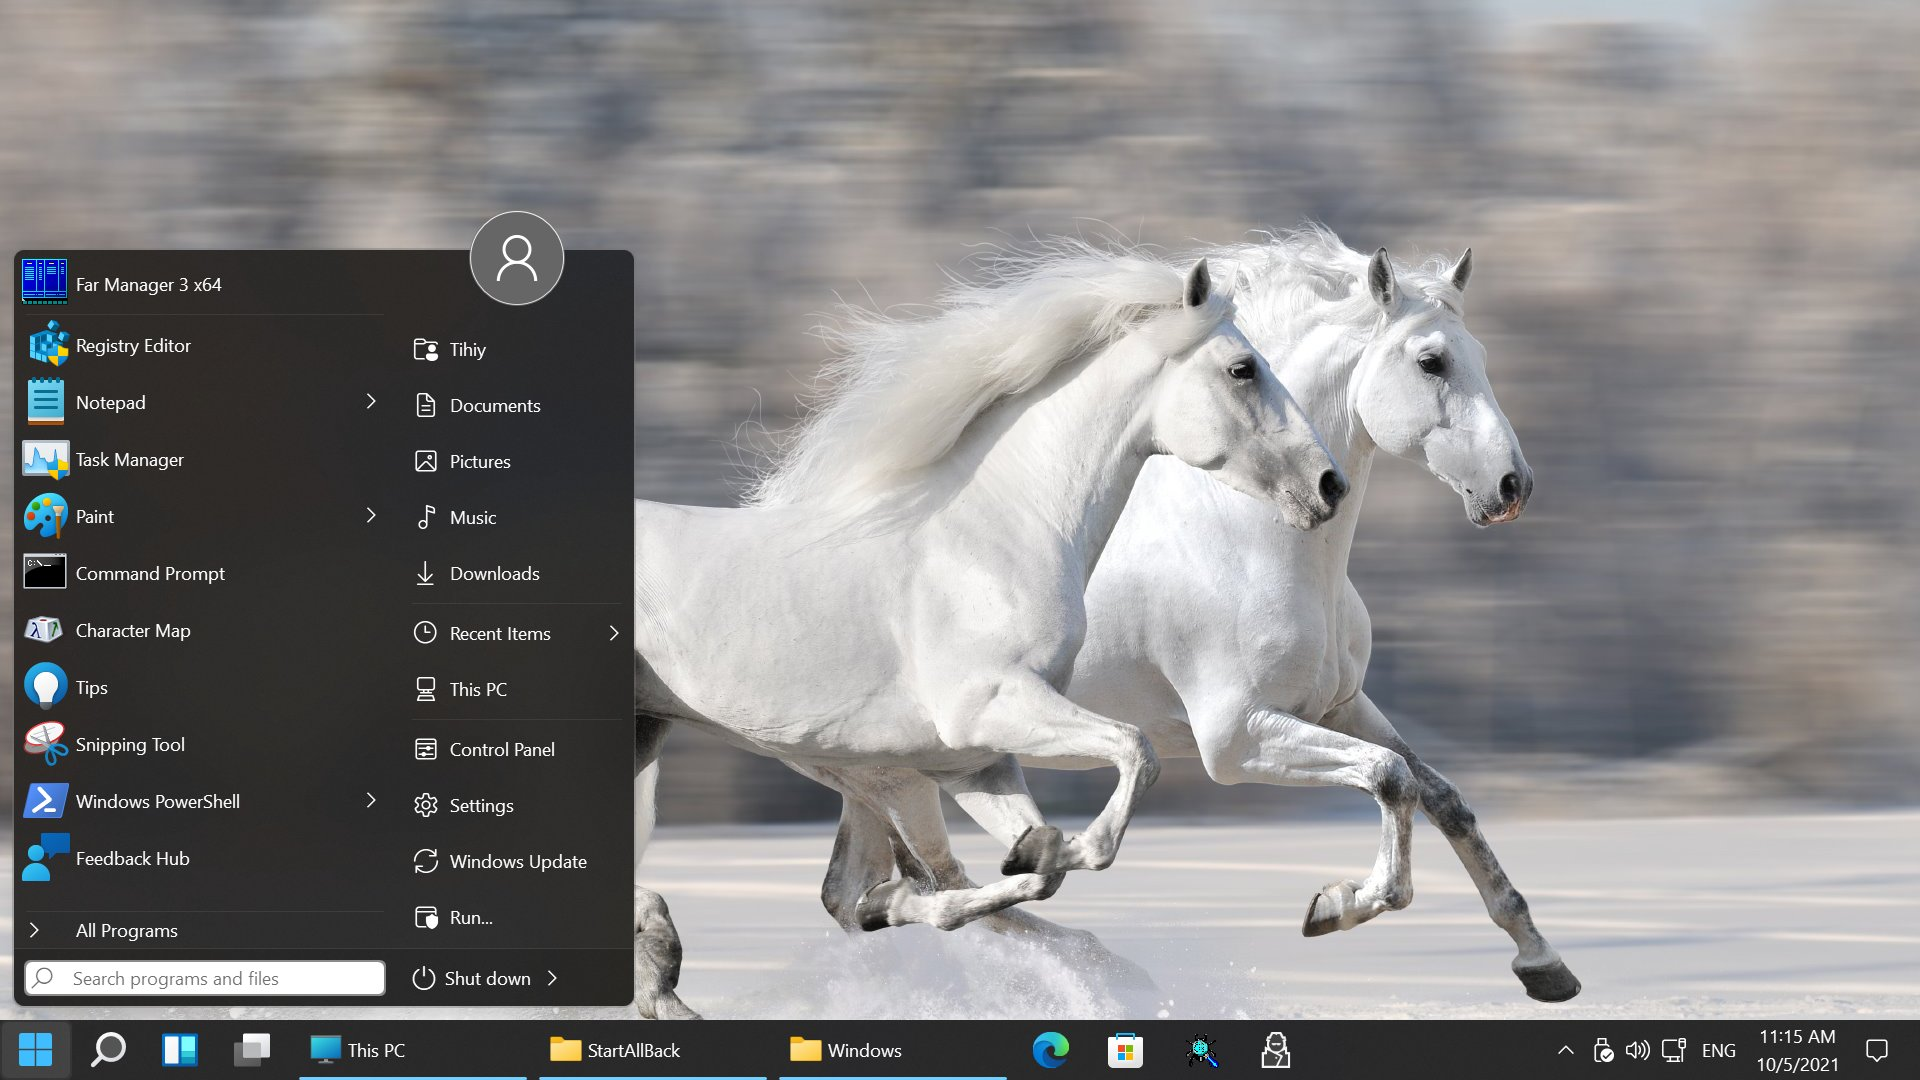 Far Manager 3 x64
Registry Editor
Notepad
Task Manager
Paint
Command Prompt
Character Map
Tips
Snipping Tool
Windows PowerShell
Feedback Hub
All Programs
Search programs and files
Tihiy
Documents
Pictures
Music
Downloads
Recent Items
This PC
Control Panel
Settings
Windows Update
Run...
Shut down
This PC
StartAllBack
Windows
ENG
11:15 AM
10/5/2021